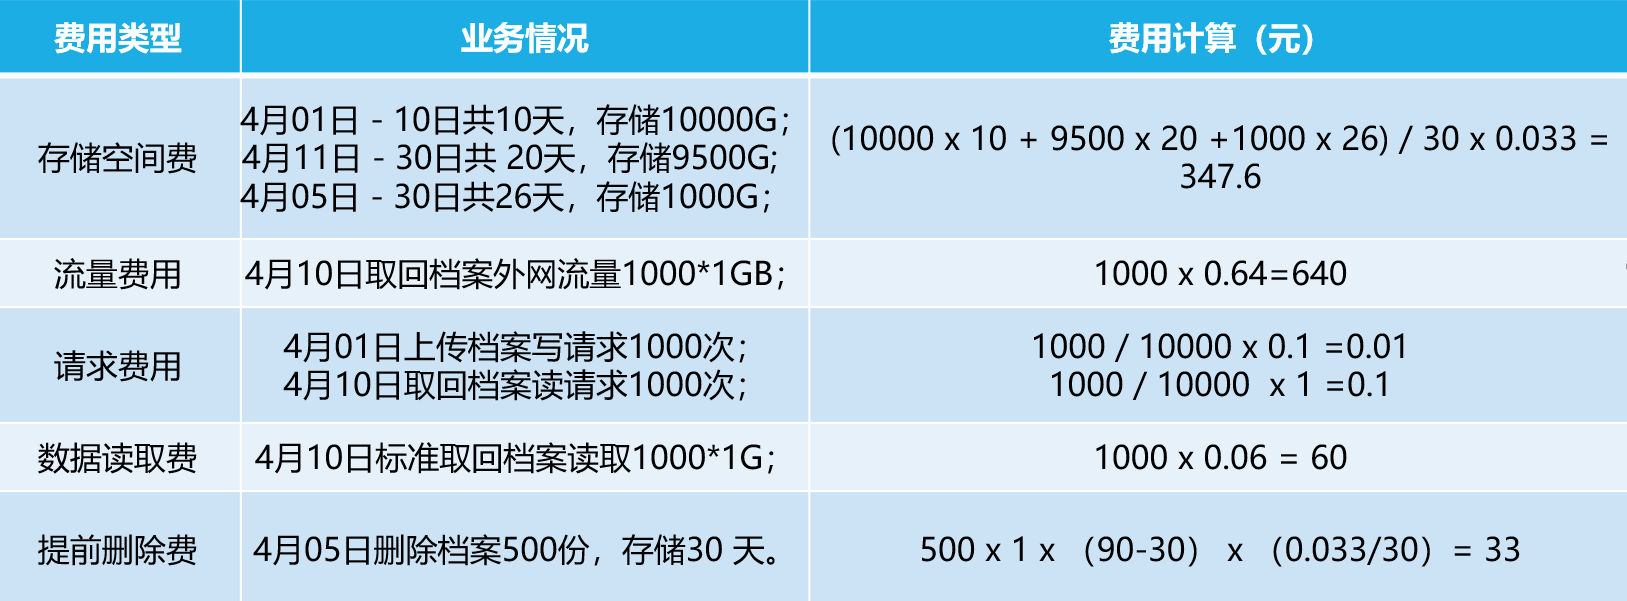 费用类型 业务情况 费用计算（元）
存储空间费
4月01日 - 10日共10天，存储10000G；
4月11日 - 30日共 20天，存储9500G;
4月05日 - 30日共26天，存储1000G；
(10000 x 10 + 9500 x 20 +1000 x 26) / 30 x 0.033 =
347.6
流量费用 4月10日取回档案外网流量1000*1GB； 1000 x 0.64=640
请求费用
4月01日上传档案写请求1000次；
4月10日取回档案读请求1000次；
1000 / 10000 x 0.1 =0.01
1000 / 10000  x 1 =0.1
数据读取费 4月10日标准取回档案读取1000*1G； 1000 x 0.06 = 60
提前删除费 4月05日删除档案500份，存储30 天。 500 x 1 x （90-30） x （0.033/30）= 33